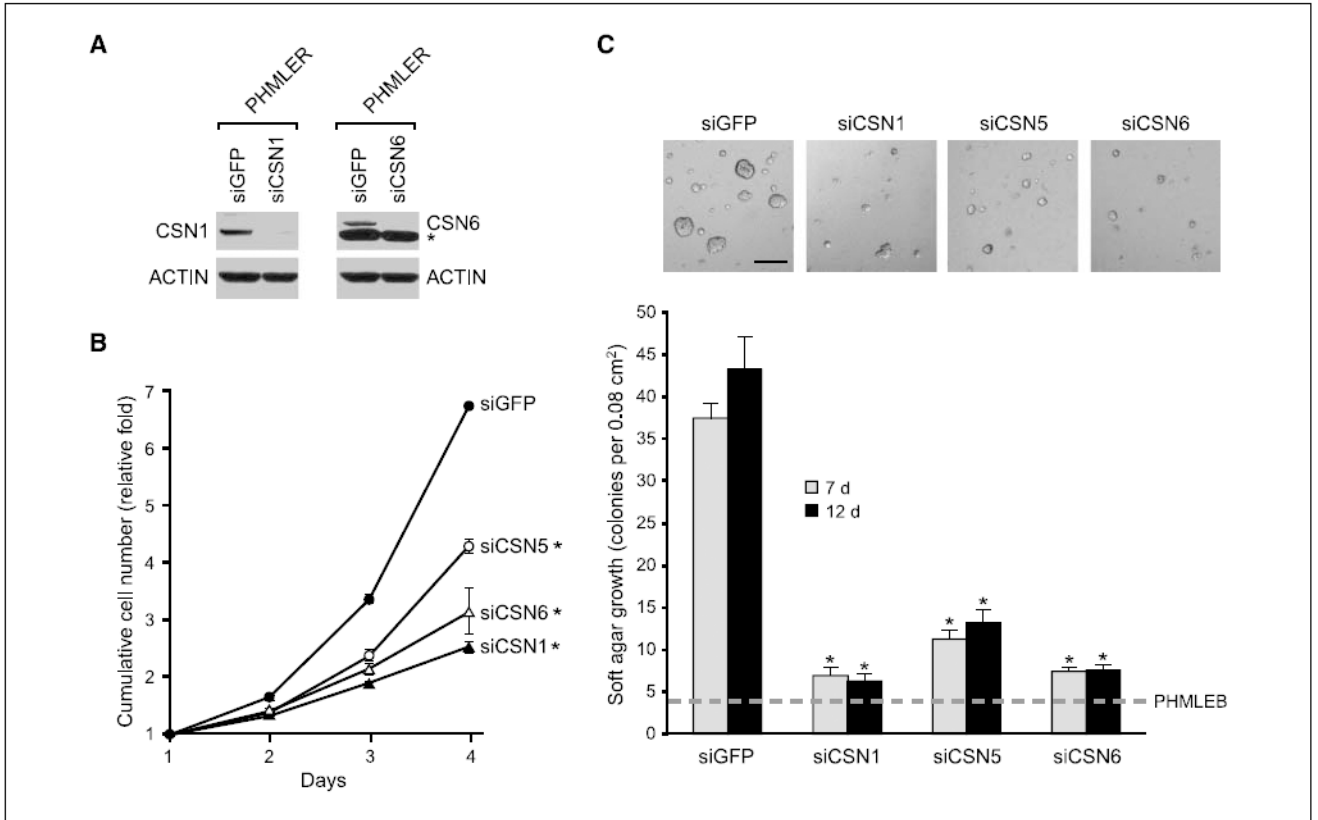 A
PHMLER
PHMLER
siGFP
siCSN1
siGFP
siCSN6
CSN1
CSN6
*
ACTIN
ACTIN
B
Cumulative cell number (relative fold)
7
6
5
4
3
2
1
1 2 3 4
Days
siGFP
siCSN5 *
siCSN6 *
siCSN1 *
C
siGFP siCSN1 siCSN5 siCSN6
Soft agar growth (colonies per 0.08 cm²)
50
45
40
35
30
25
20
15
10
5
0
7 d
12 d
* * * * * *
PHMLEB
siGFP siCSN1 siCSN5 siCSN6